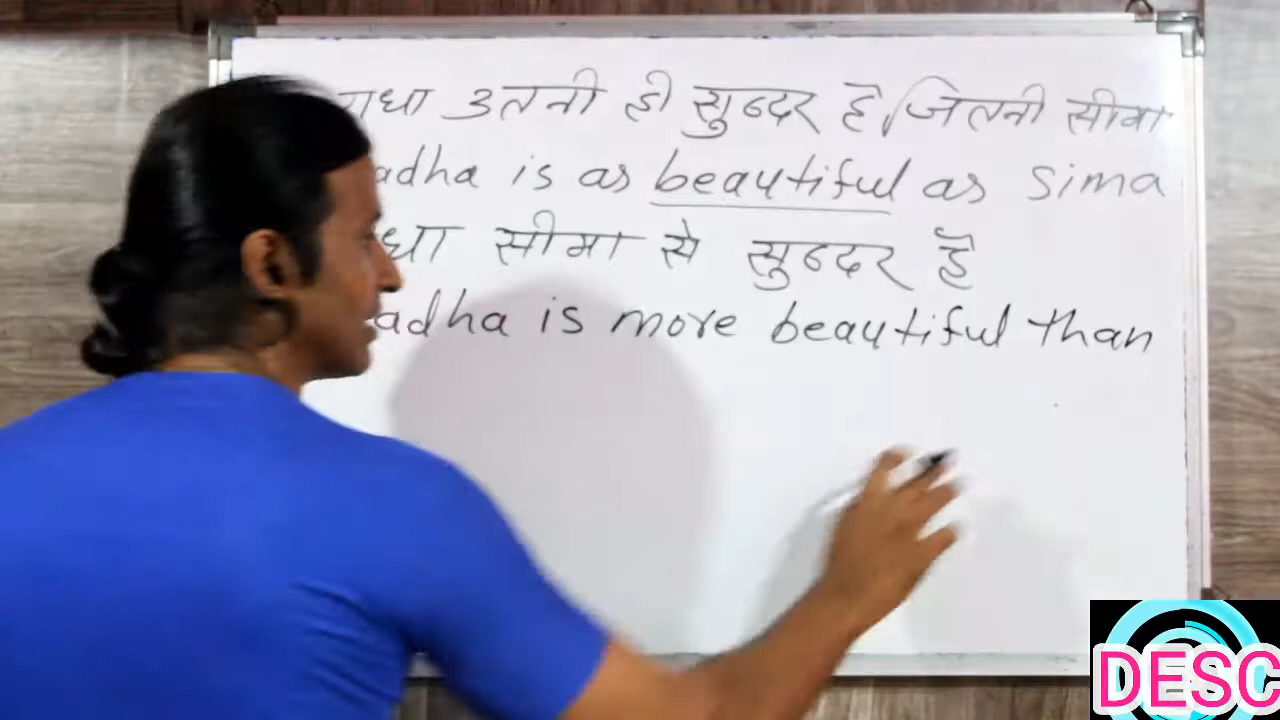 ाधा उतनी ही सुन्दर है, जितनी सीमा
adha is as beautiful as Sima
धा सीमा से सुन्दर है
adha is more beautiful than
DESC